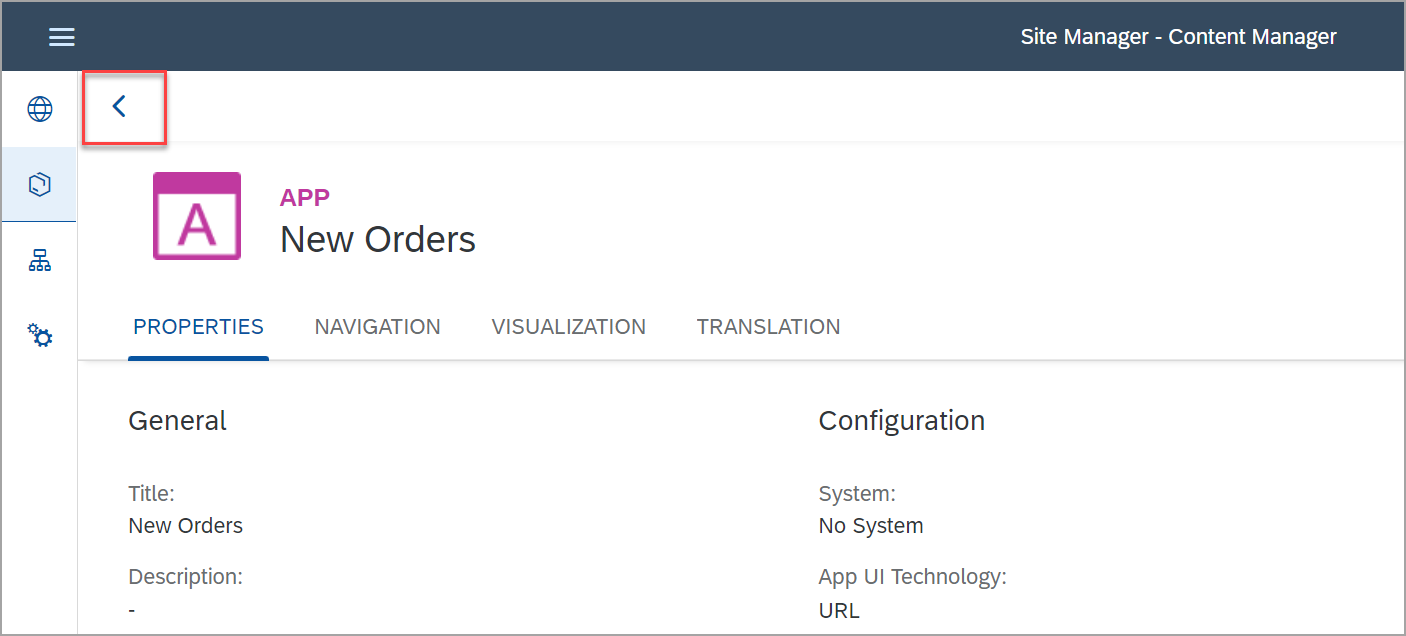 Site Manager - Content Manager
A
APP
New Orders
PROPERTIES NAVIGATION VISUALIZATION TRANSLATION
General
Title:
New Orders
Description:
-
Configuration
System:
No System
App UI Technology:
URL